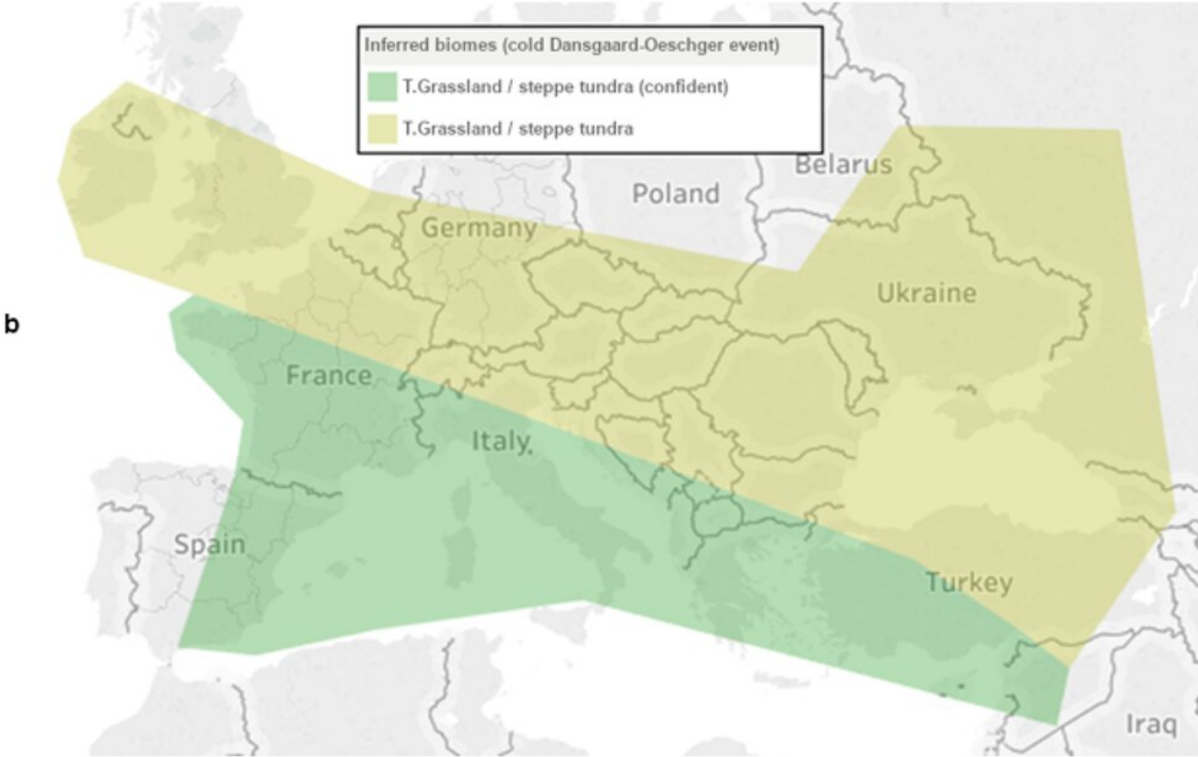 Inferred biomes (cold Dansgaard-Oeschger event)
T.Grassland / steppe tundra (confident)
T.Grassland / steppe tundra
Belarus
Poland
Germany
Ukraine
b
France
Italy
Spain
Turkey
Iraq